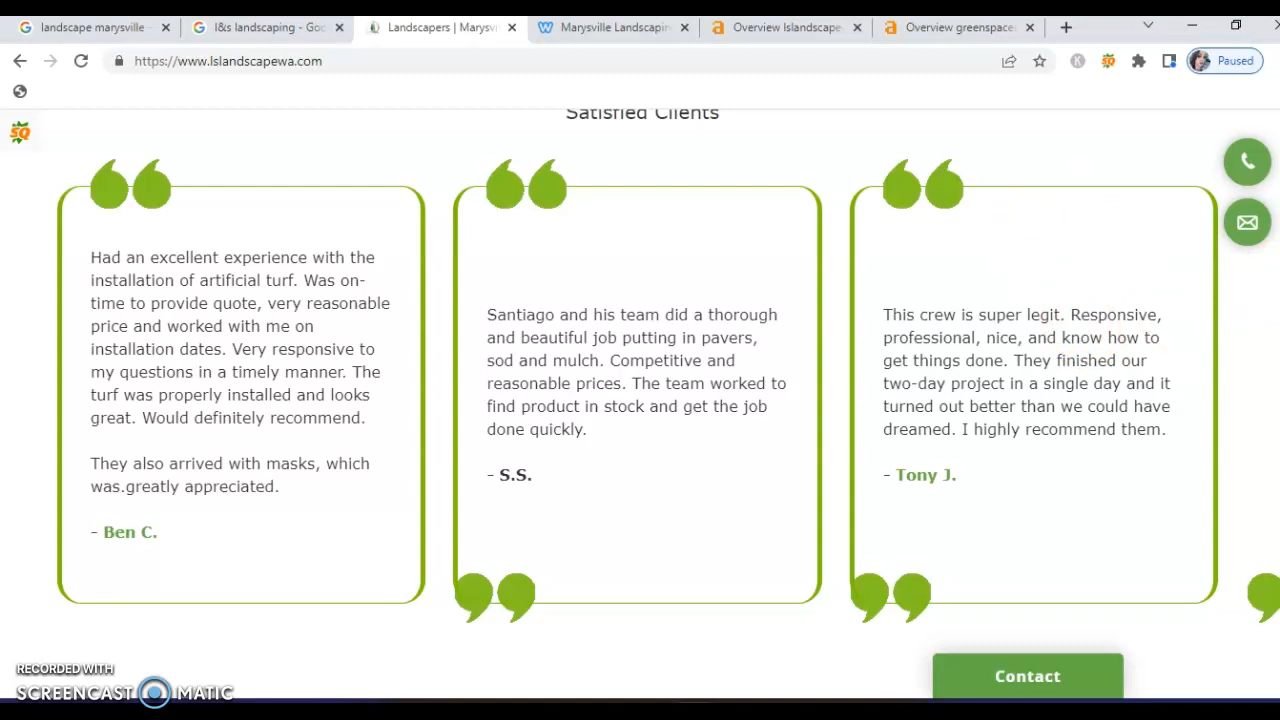 landscape marysville
l&s landscaping - Goo
Landscapers | Marysvi
Marysville Landscapin
Overview lslandscape
Overview greenspace
https://www.lslandscapewa.com
Paused
SQ
Satisfied Clients
Had an excellent experience with the
installation of artificial turf. Was on-
time to provide quote, very reasonable
price and worked with me on
installation dates. Very responsive to
my questions in a timely manner. The
turf was properly installed and looks
great. Would definitely recommend.
They also arrived with masks, which
was.greatly appreciated.
- Ben C.
Santiago and his team did a thorough
and beautiful job putting in pavers,
sod and mulch. Competitive and
reasonable prices. The team worked to
find product in stock and get the job
done quickly.
- S.S.
This crew is super legit. Responsive,
professional, nice, and know how to
get things done. They finished our
two-day project in a single day and it
turned out better than we could have
dreamed. I highly recommend them.
- Tony J.
Contact
RECORDED WITH
SCREENCAST MATIC